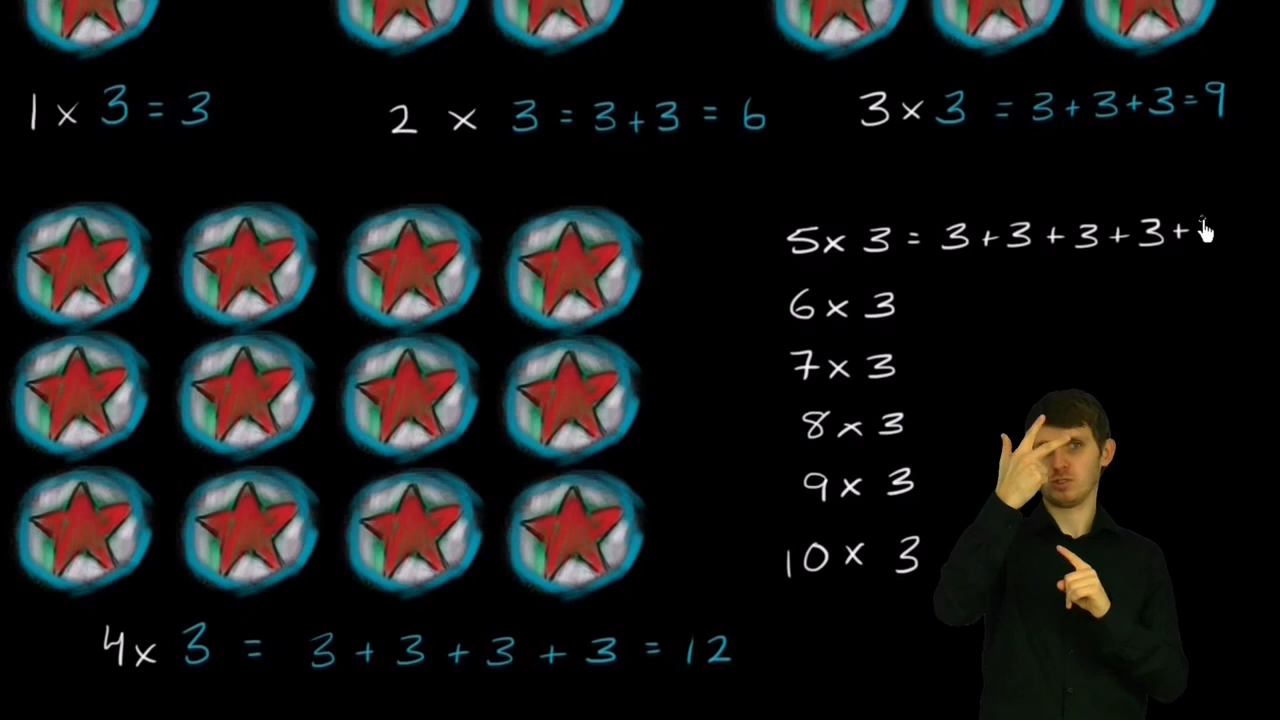 1 x 3 = 3
2 x 3 = 3 + 3 = 6
3 x 3 = 3 + 3 + 3 = 9
5 x 3 = 3 + 3 + 3 + 3 +
6 x 3
7 x 3
8 x 3
9 x 3
10 x 3
4 x 3 = 3 + 3 + 3 + 3 = 12